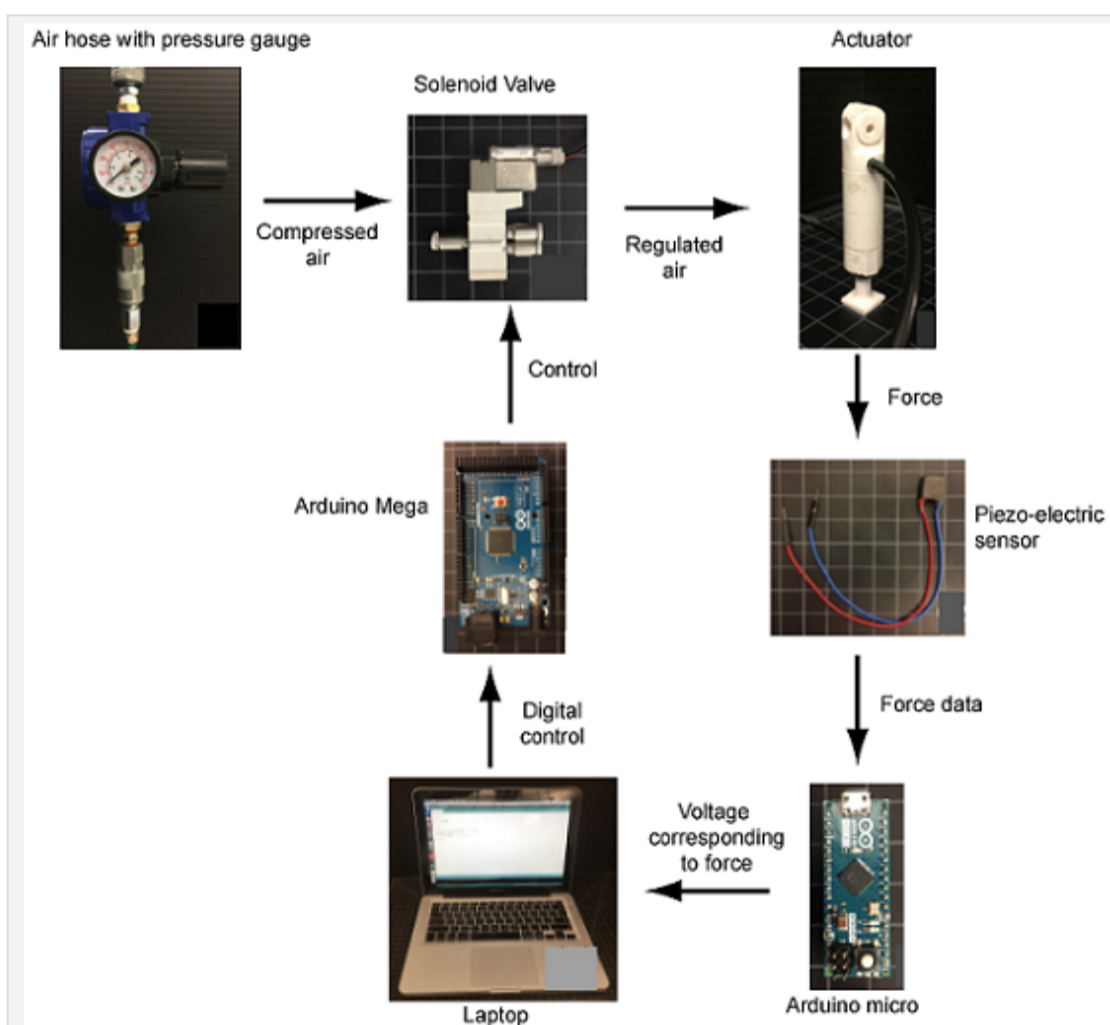 Air hose with pressure gauge
Actuator
Solenoid Valve
Compressed
air
Regulated
air
Control
Force
Arduino Mega
Piezo-electric
sensor
Digital
control
Force data
Voltage
corresponding
to force
Laptop
Arduino micro